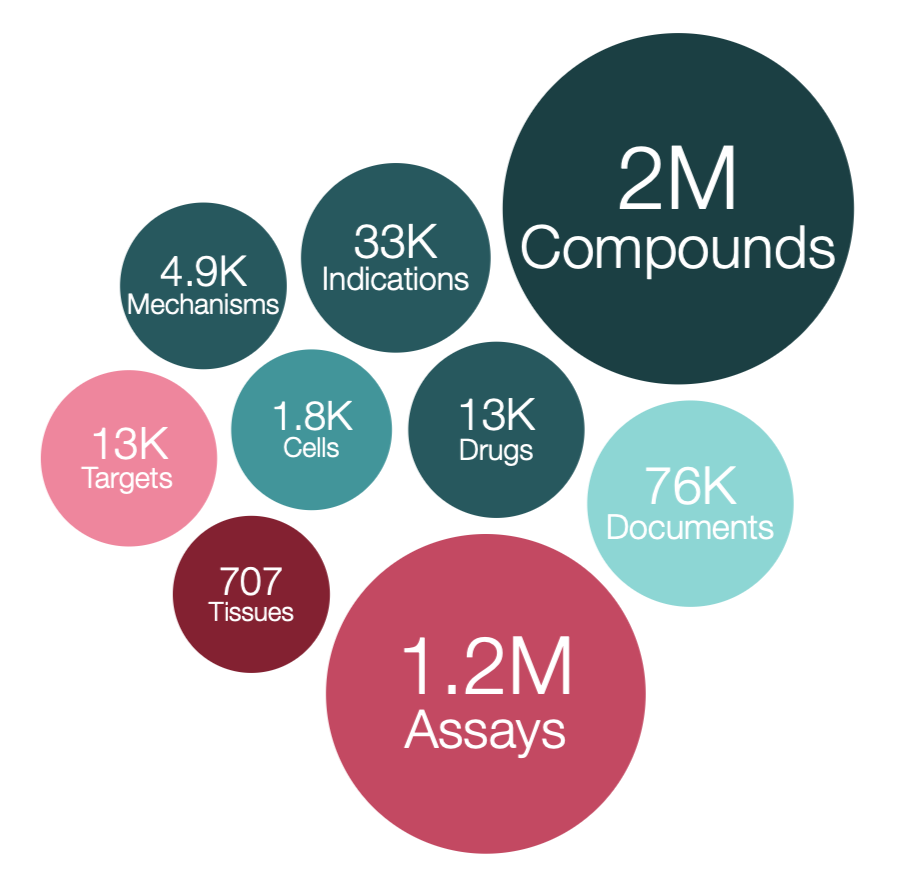 2M
Compounds
33K
Indications
4.9K
Mechanisms
1.8K
Cells
13K
Drugs
13K
Targets
76K
Documents
707
Tissues
1.2M
Assays